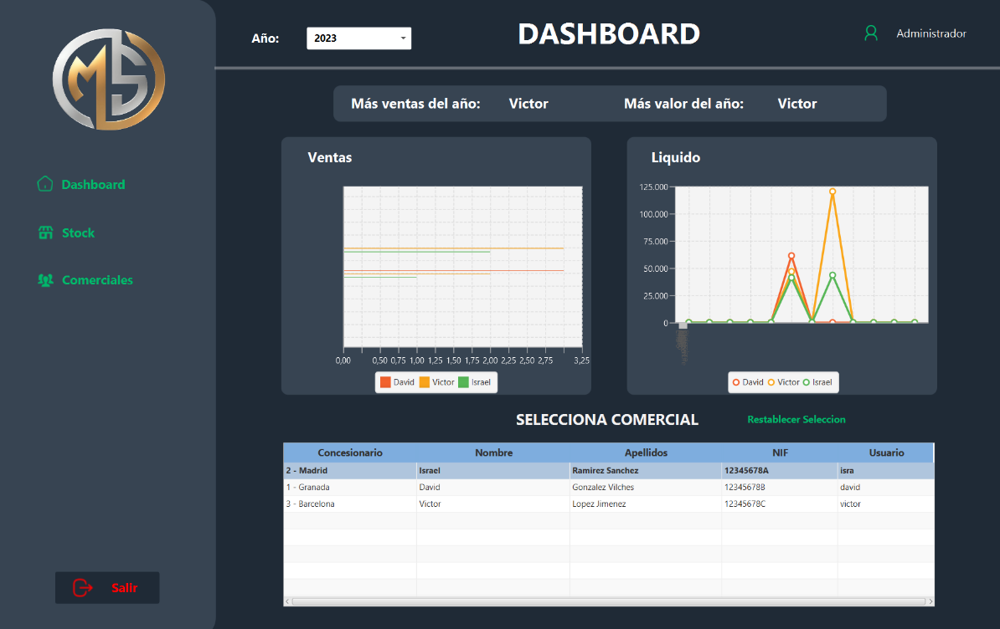 Año:
2023
DASHBOARD
Administrador
Más ventas del año:
Victor
Más valor del año:
Victor
Dashboard
Stock
Comerciales
Salir
Ventas
0,00 0,50 0,75 1,00 1,25 1,50 1,75 2,00 2,25 2,50 2,75 3,25
David Victor Israel
Liquido
125.000
100.000
75.000
50.000
25.000
0
David Victor Israel
SELECCIONA COMERCIAL
Restablecer Seleccion
Concesionario Nombre Apellidos NIF Usuario
2 - Madrid Israel Ramirez Sanchez 12345678A isra
1 - Granada David Gonzalez Vilches 12345678B david
3 - Barcelona Victor Lopez Jimenez 12345678C victor